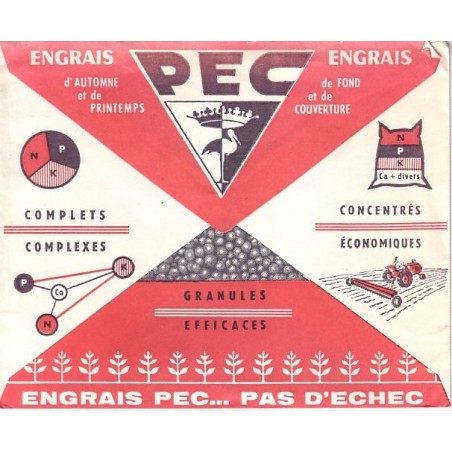 ENGRAIS
d'AUTOMNE
et de
PRINTEMPS
PEC
ENGRAIS
de FOND
et de
COUVERTURE
N P
K
COMPLETS
COMPLEXES
P Ca K
N
N P
K
Ca + divers
CONCENTRÉS
ÉCONOMIQUES
GRANULES
EFFICACES
ENGRAIS PEC... PAS D'ECHEC